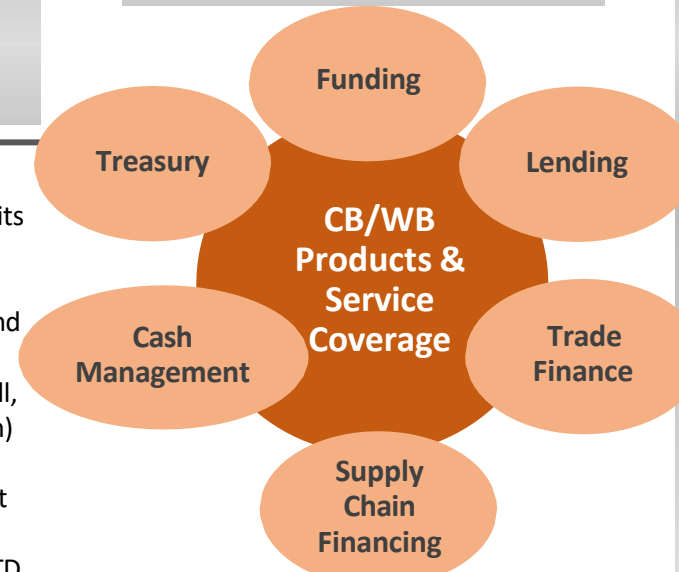 Funding
Treasury
Lending
CB/WB
Products &
Service
Coverage
Cash
Management
Trade
Finance
Supply
Chain
Financing